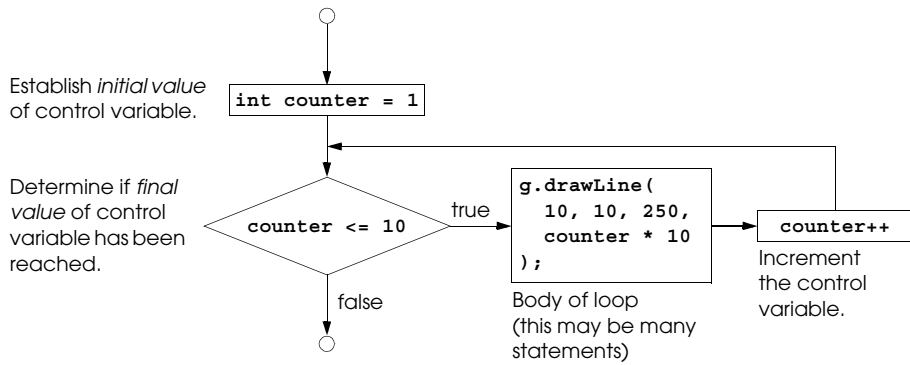 Establish initial value
of control variable.
int counter = 1
Determine if final
value of control
variable has been
reached.
counter <= 10
true
false
g.drawLine(
10, 10, 250,
counter * 10
);
Body of loop
(this may be many
statements)
counter++
Increment
the control
variable.